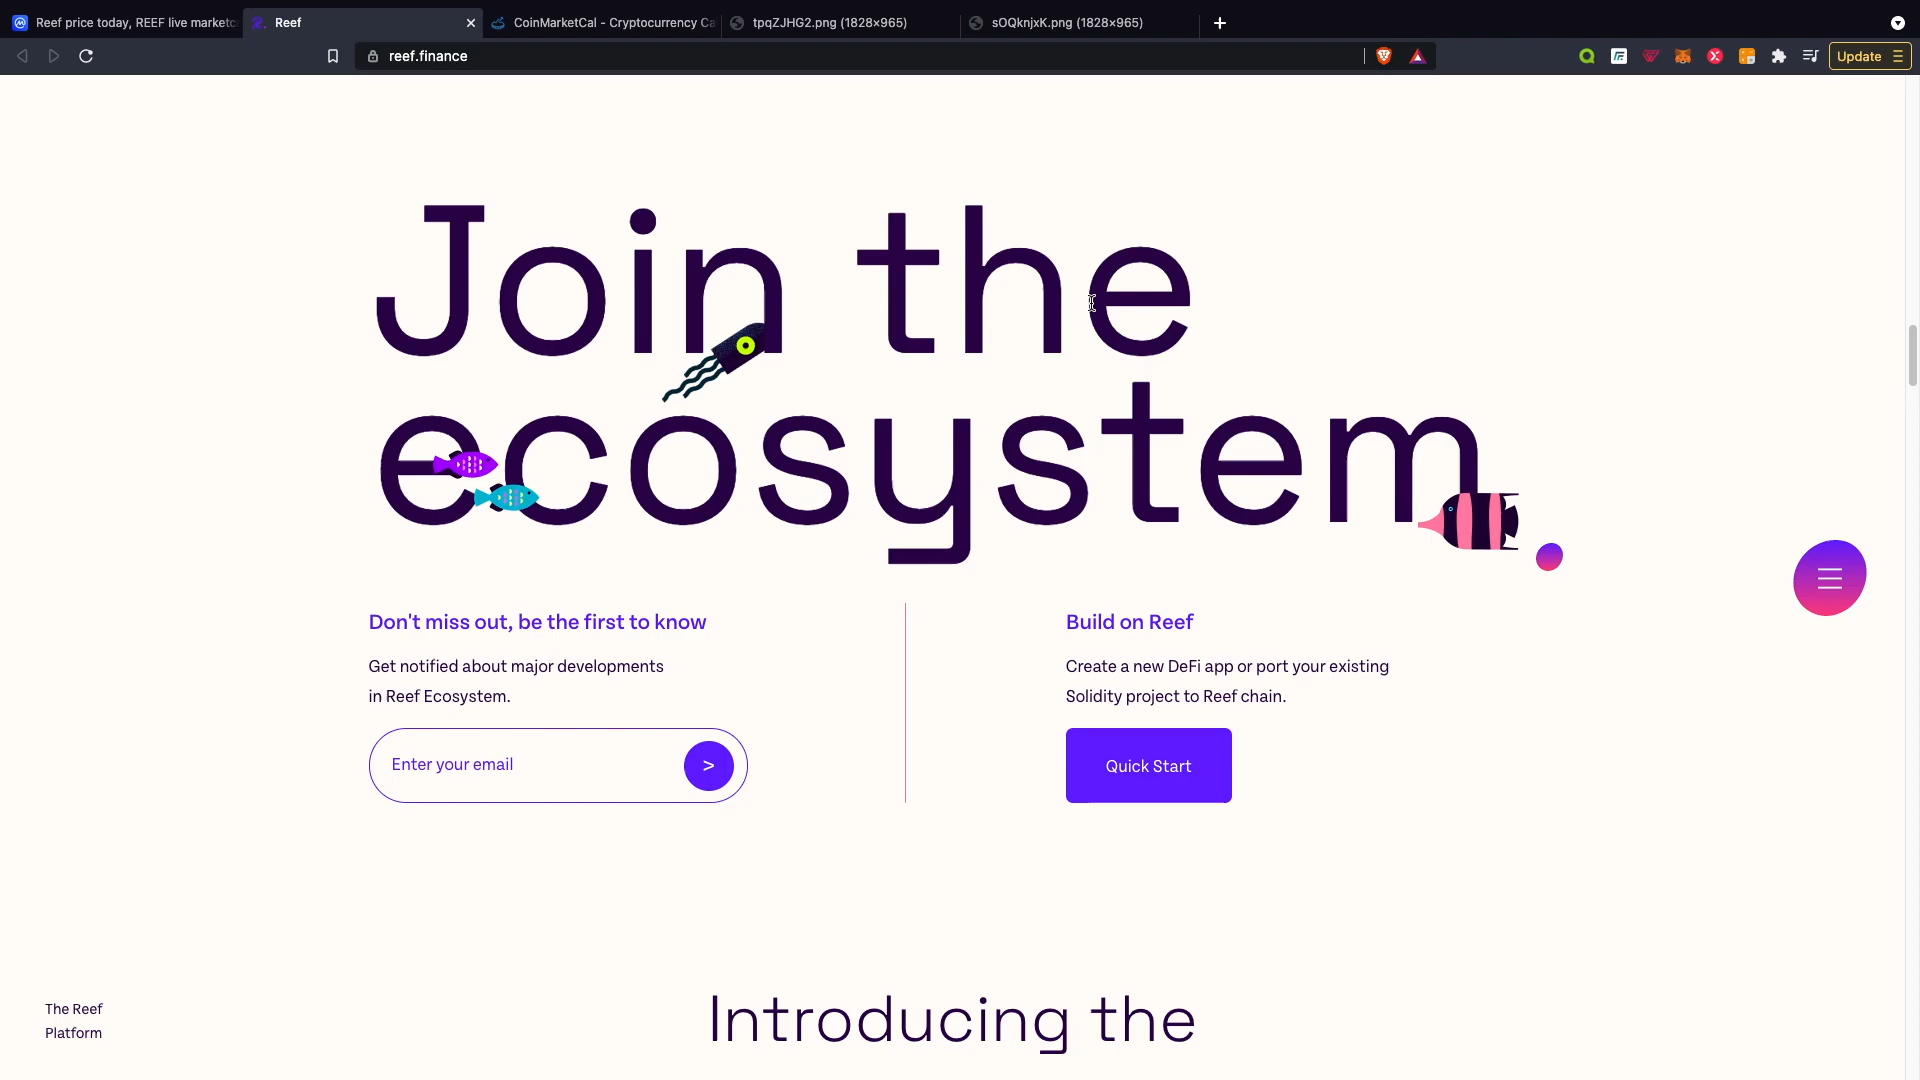 Reef price today, REEF live marketc
Reef
CoinMarketCal - Cryptocurrency Ca
tpqZJHG2.png (1828×965)
sOQknjxK.png (1828×965)
reef.finance
Update
Join the
ecosystem
Don't miss out, be the first to know
Get notified about major developments
in Reef Ecosystem.
Enter your email
>
Build on Reef
Create a new DeFi app or port your existing
Solidity project to Reef chain.
Quick Start
The Reef
Platform
Introducing the